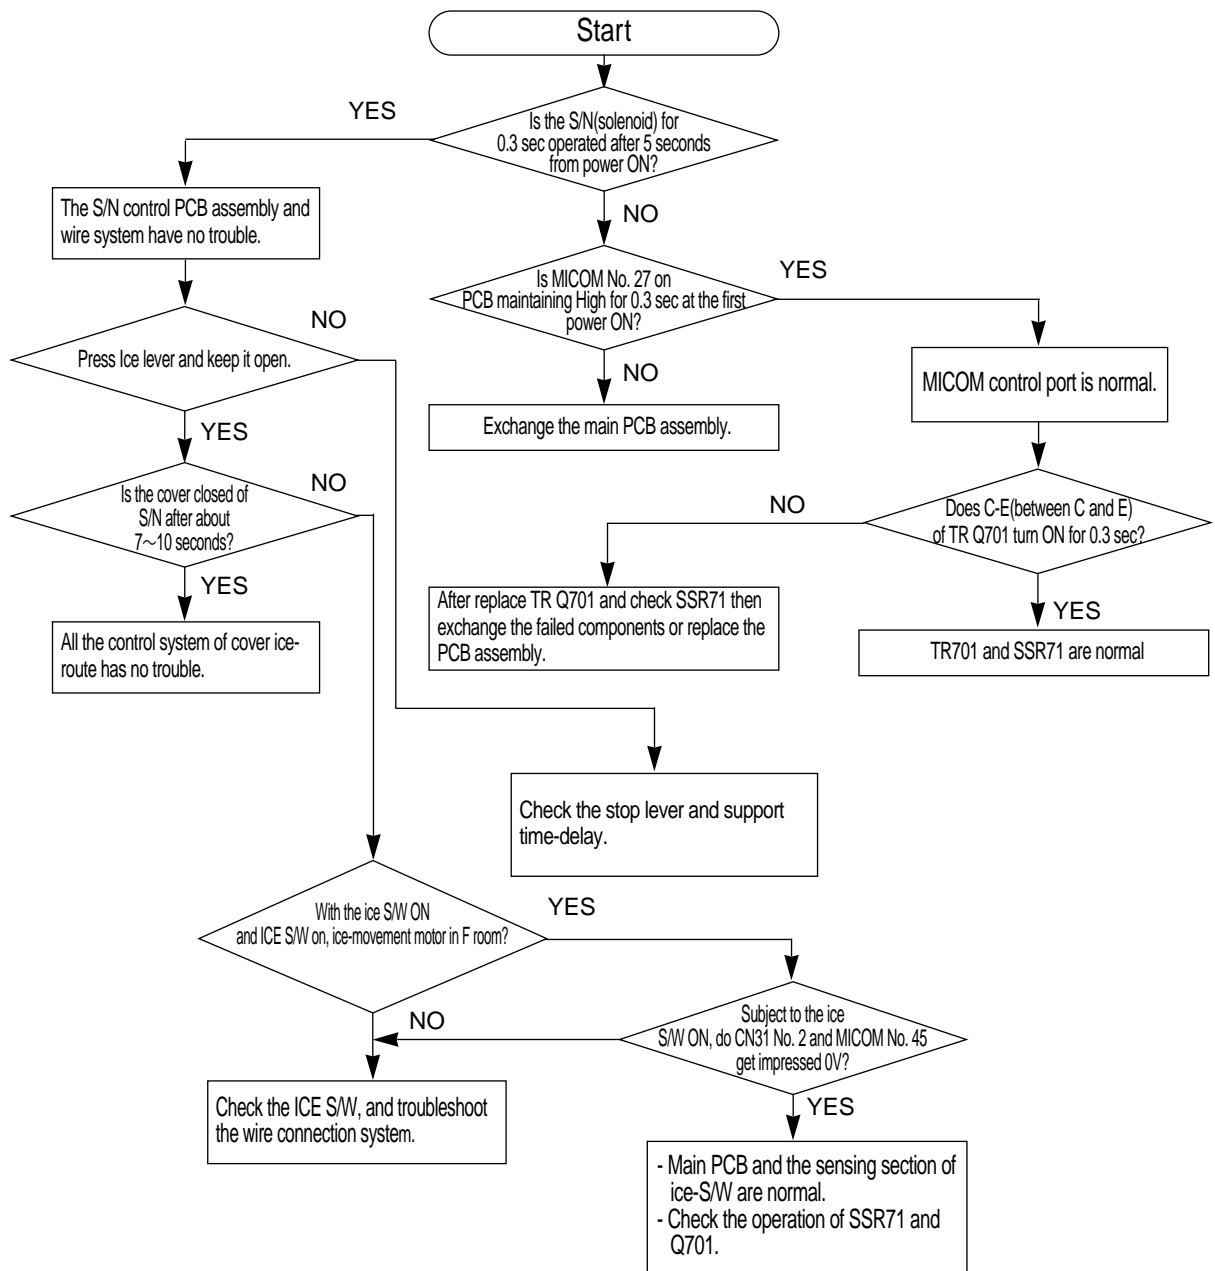 Start
YES
Is the S/N(solenoid) for
0.3 sec operated after 5 seconds
from power ON?
The S/N control PCB assembly and
wire system have no trouble.
NO
Is MICOM No. 27 on
PCB maintaining High for 0.3 sec at the first
power ON?
YES
NO
Press Ice lever and keep it open.
MICOM control port is normal.
NO
Exchange the main PCB assembly.
YES
Is the cover closed of
S/N after about
7~10 seconds?
NO
Does C-E(between C and E)
of TR Q701 turn ON for 0.3 sec?
NO
YES
After replace TR Q701 and check SSR71 then
exchange the failed components or replace the
PCB assembly.
YES
All the control system of cover ice-
route has no trouble.
TR701 and SSR71 are normal
Check the stop lever and support
time-delay.
With the ice S/W ON
and ICE S/W on, ice-movement motor in F room?
YES
Subject to the ice
S/W ON, do CN31 No. 2 and MICOM No. 45
get impressed 0V?
NO
Check the ICE S/W, and troubleshoot
the wire connection system.
YES
- Main PCB and the sensing section of
ice-S/W are normal.
- Check the operation of SSR71 and
Q701.